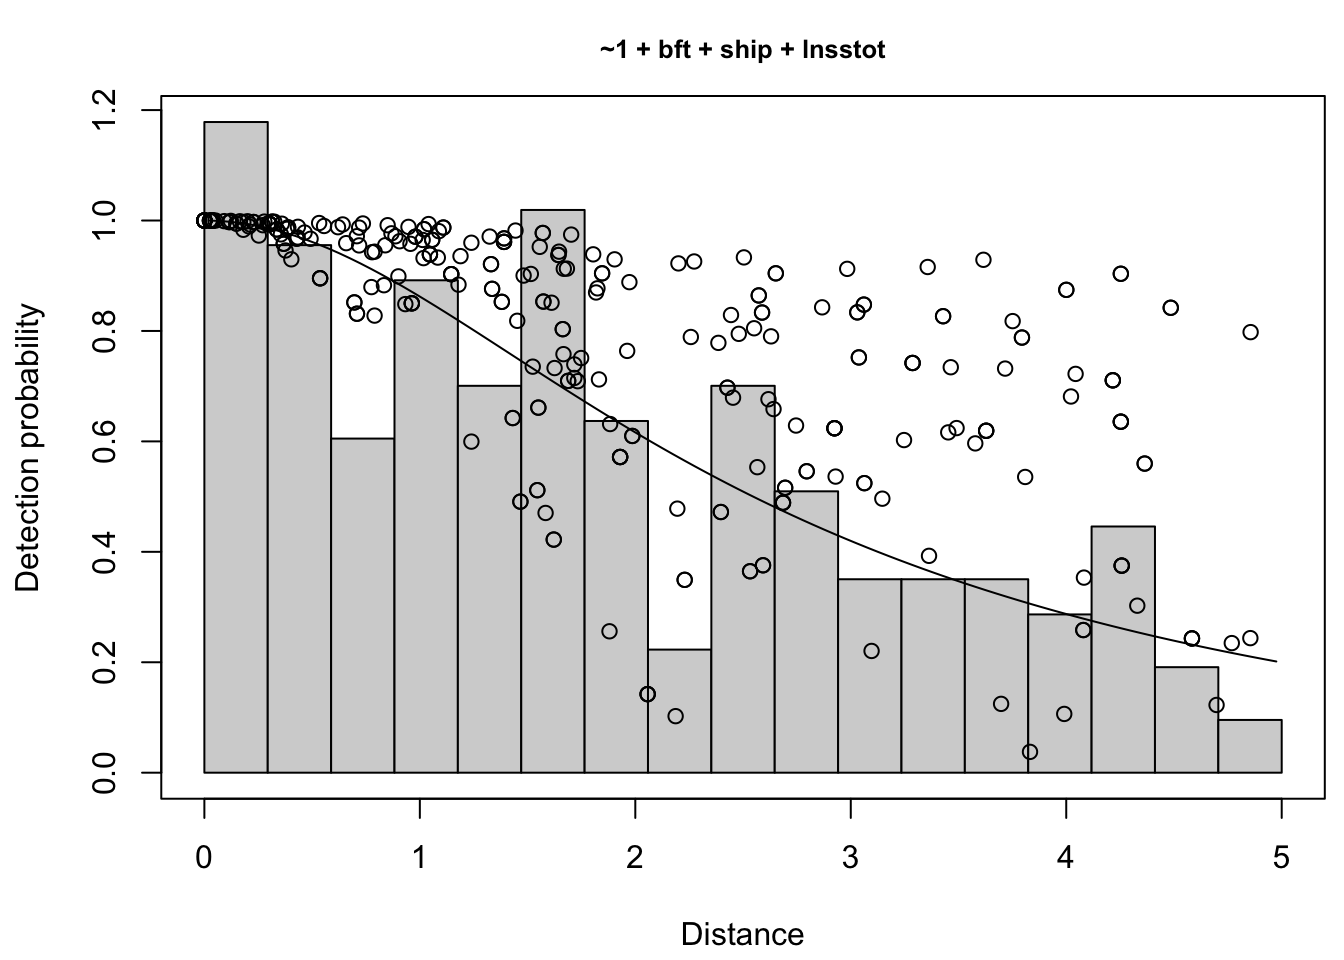 ~1 + bft + ship + lnsstot
Detection probability
1.2
1.0
0.8
0.6
0.4
0.2
0.0
0 1 2 3 4 5
Distance